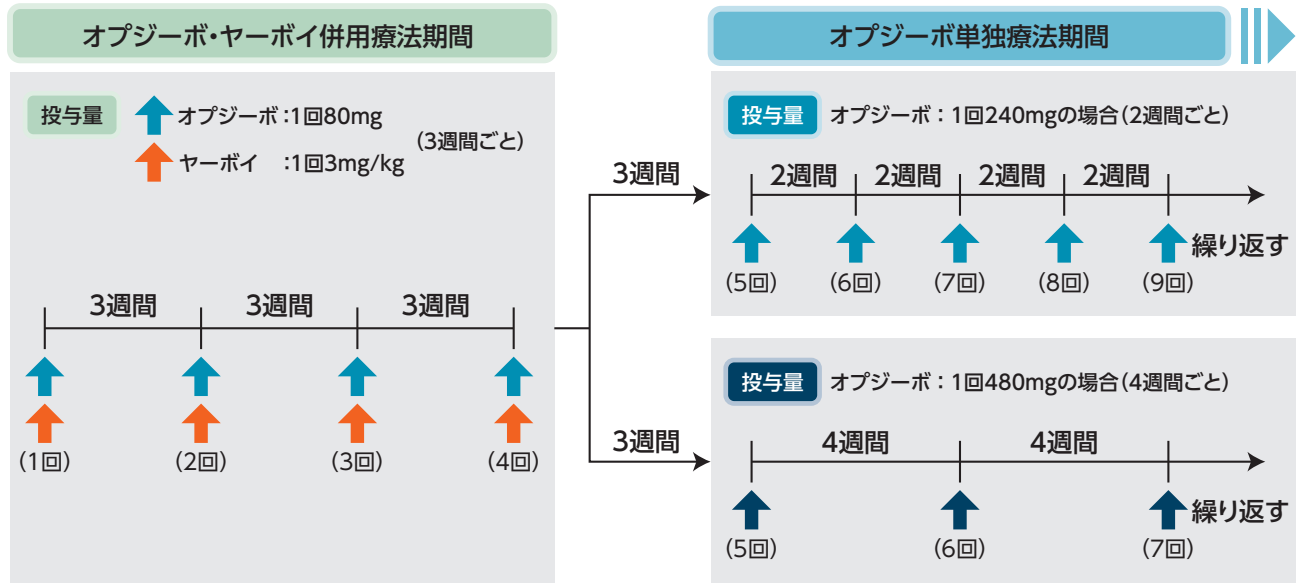 オプジーボ・ヤーボイ併用療法期間
投与量
オプジーボ：1回80mg
ヤーボイ　：1回3mg/kg
（3週間ごと）
3週間 3週間 3週間
（1回） （2回） （3回） （4回）
3週間
3週間
オプジーボ単独療法期間
投与量 オプジーボ：1回240mgの場合（2週間ごと）
2週間 2週間 2週間 2週間
繰り返す
（5回） （6回） （7回） （8回） （9回）
投与量 オプジーボ：1回480mgの場合（4週間ごと）
4週間 4週間
繰り返す
（5回） （6回） （7回）